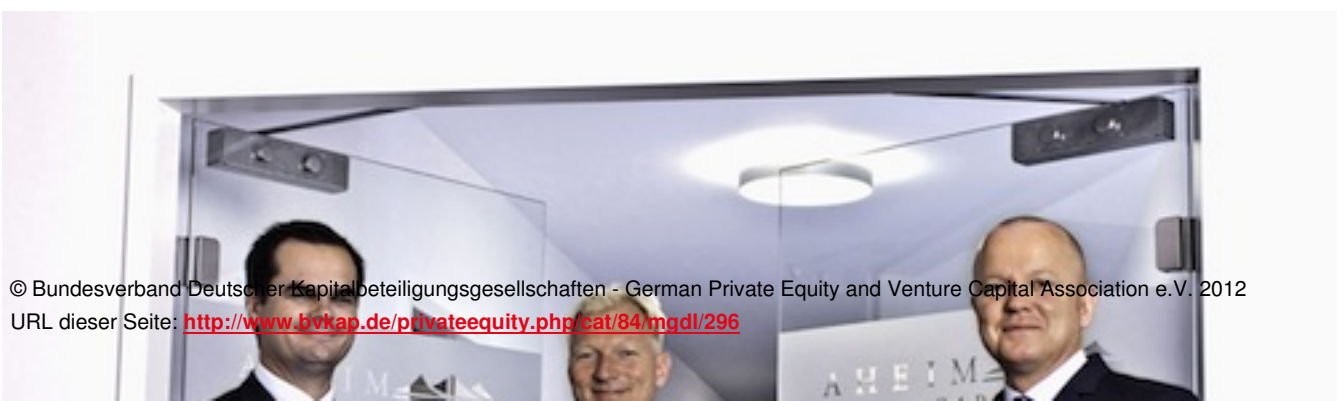 © Bundesverband Deutscher Kapitalbeteiligungsgesellschaften - German Private Equity and Venture Capital Association e.V. 2012
URL dieser Seite: http://www.bvkap.de/privateequity.php/cat/84/mgdl/296
AHEIM